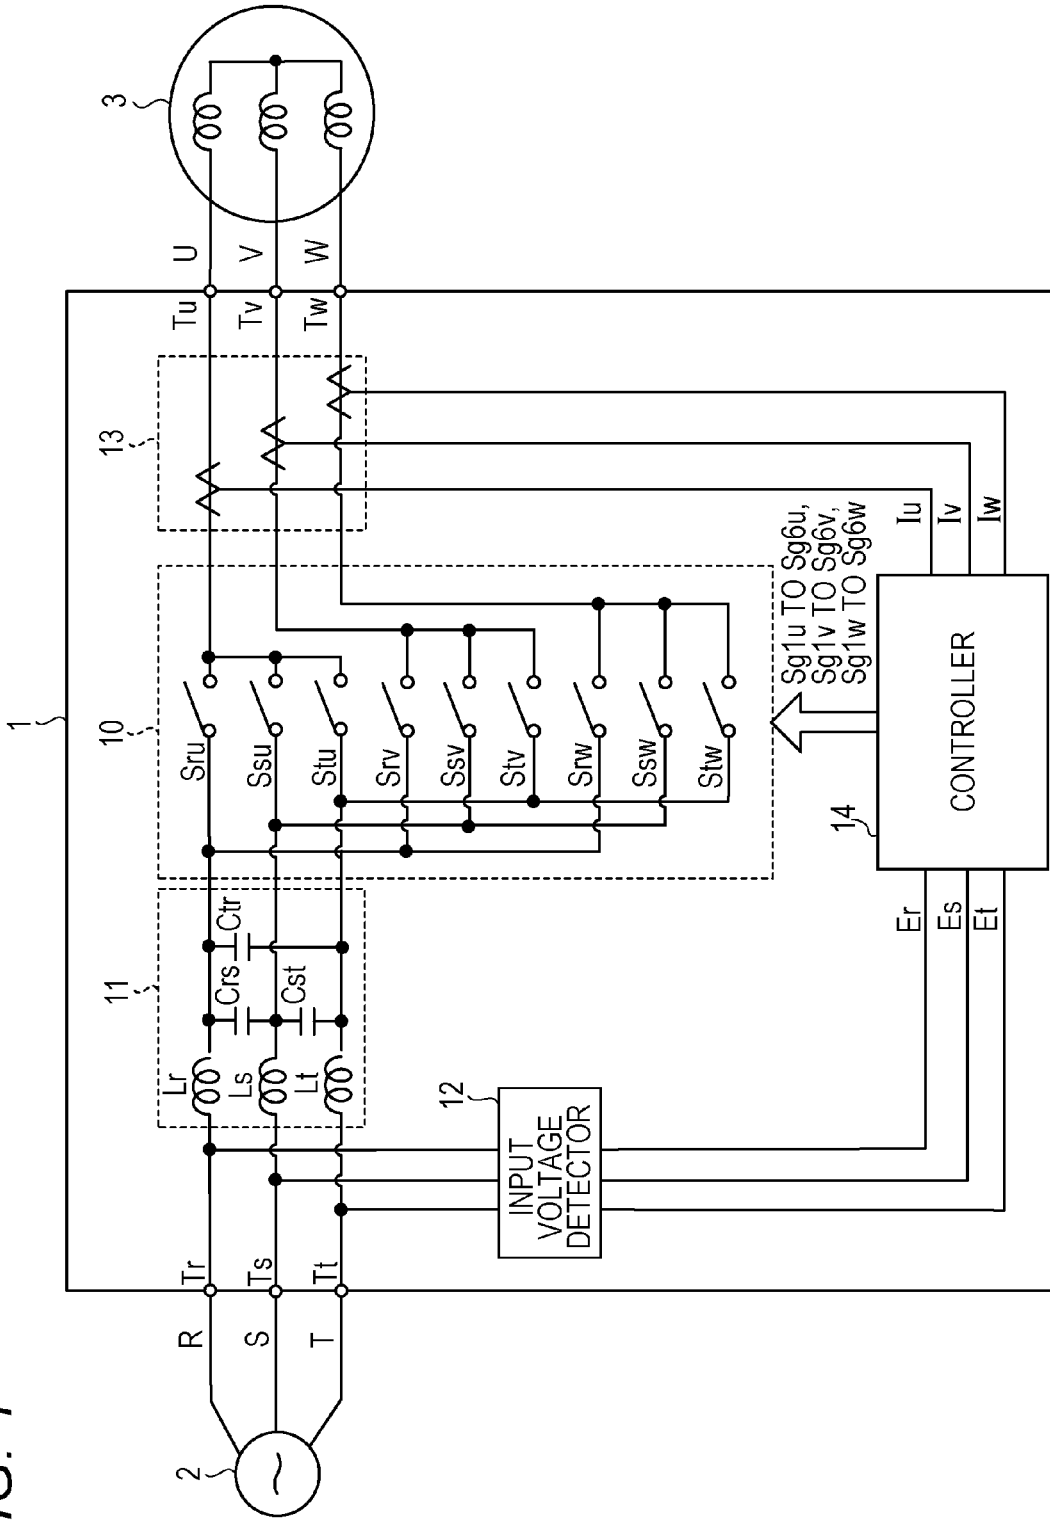 FIG. 1
1
10
11
13
Tr
Ts
Tt
R
S
T
2
Lr
Ls
Lt
Crs
Cst
Ctr
Sru
Ssu
Stu
Srv
Ssv
Stv
Srw
Ssw
Stw
Tu
Tv
Tw
U
V
W
3
12
INPUT
VOLTAGE
DETECTOR
Er
Es
Et
14
CONTROLLER
Sg1u TO Sg6u,
Sg1v TO Sg6v,
Sg1w TO Sg6w
Iu
Iv
Iw